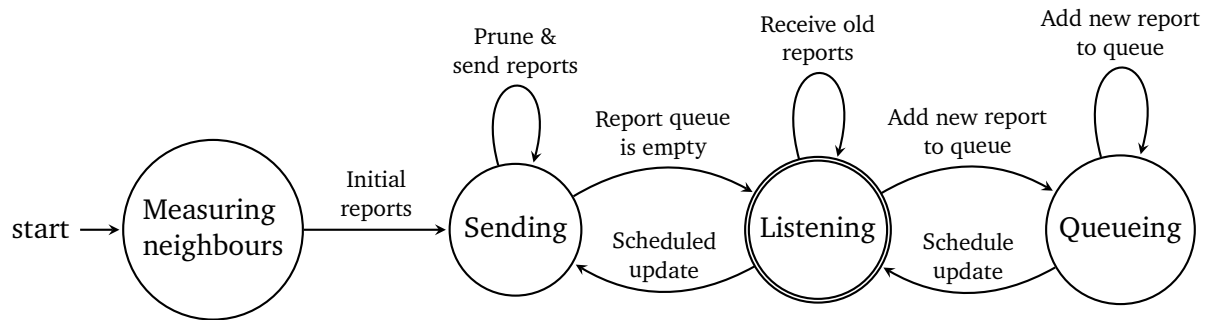 start
Measuring
neighbours
Initial
reports
Prune &
send reports
Sending
Report queue
is empty
Scheduled
update
Receive old
reports
Listening
Add new report
to queue
Schedule
update
Add new report
to queue
Queueing